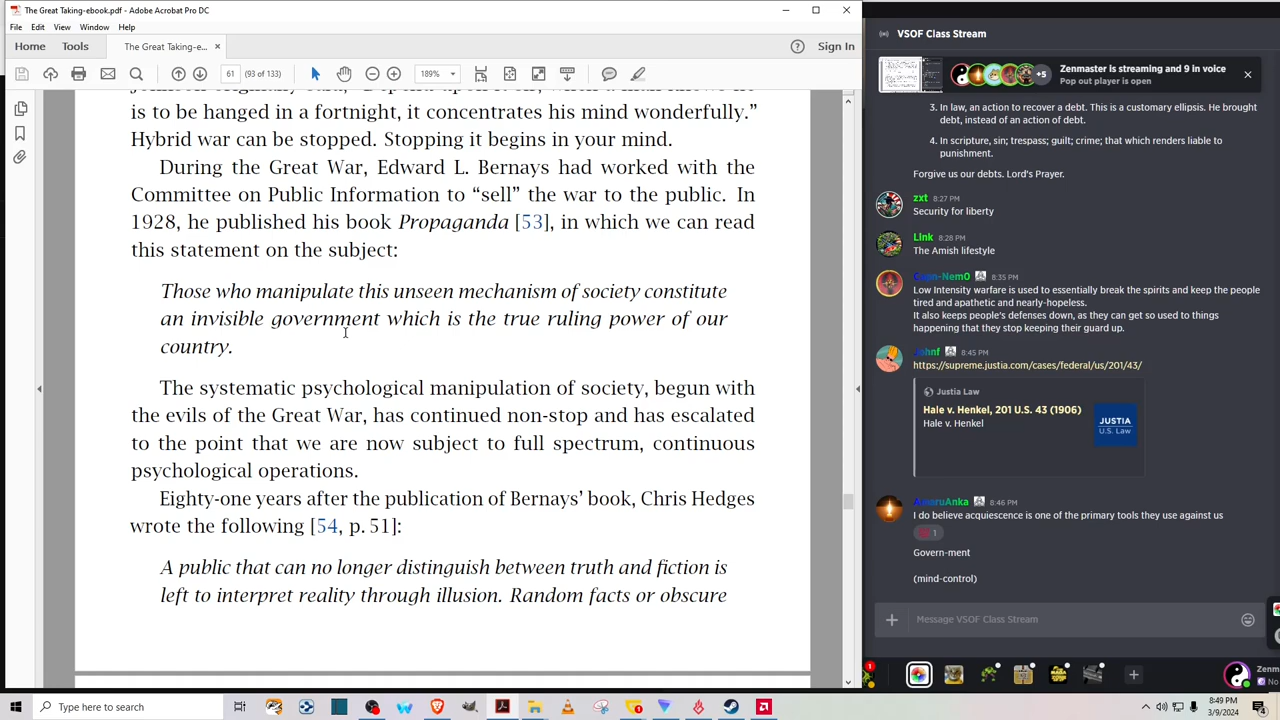 The Great Taking-ebook.pdf - Adobe Acrobat Pro DC
File Edit View Window Help
Home Tools The Great Taking-e... × Sign In
61 (93 of 133) 189%
is to be hanged in a fortnight, it concentrates his mind wonderfully.”
Hybrid war can be stopped. Stopping it begins in your mind.
During the Great War, Edward L. Bernays had worked with the
Committee on Public Information to “sell” the war to the public. In
1928, he published his book Propaganda [53], in which we can read
this statement on the subject:
Those who manipulate this unseen mechanism of society constitute
an invisible government which is the true ruling power of our
country.
The systematic psychological manipulation of society, begun with
the evils of the Great War, has continued non-stop and has escalated
to the point that we are now subject to full spectrum, continuous
psychological operations.
Eighty-one years after the publication of Bernays’ book, Chris Hedges
wrote the following [54, p. 51]:
A public that can no longer distinguish between truth and fiction is
left to interpret reality through illusion. Random facts or obscure
VSOF Class Stream
+5
Zenmaster is streaming and 9 in voice
Pop out player is open
3. In law, an action to recover a debt. This is a customary ellipsis. He brought
debt, instead of an action of debt.
4. In scripture, sin; trespass; guilt; crime; that which renders liable to
punishment.
Forgive us our debts. Lord's Prayer.
zxt 8:27 PM
Security for liberty
Link 8:28 PM
The Amish lifestyle
8:35 PM
Low Intensity warfare is used to essentially break the spirits and keep the people
tired and apathetic and nearly-hopeless.
It also keeps people's defenses down, as they can get so used to things
happening that they stop keeping their guard up.
Johnf 8:45 PM
https://supreme.justia.com/cases/federal/us/201/43/
Justia Law
Hale v. Henkel, 201 U.S. 43 (1906)
Hale v. Henkel
JUSTIA
U.S. Law
8:46 PM
I do believe acquiescence is one of the primary tools they use against us
1
Govern-ment
(mind-control)
Message VSOF Class Stream
1
Zenm
No
Type here to search
8:49 PM
3/9/2024
4